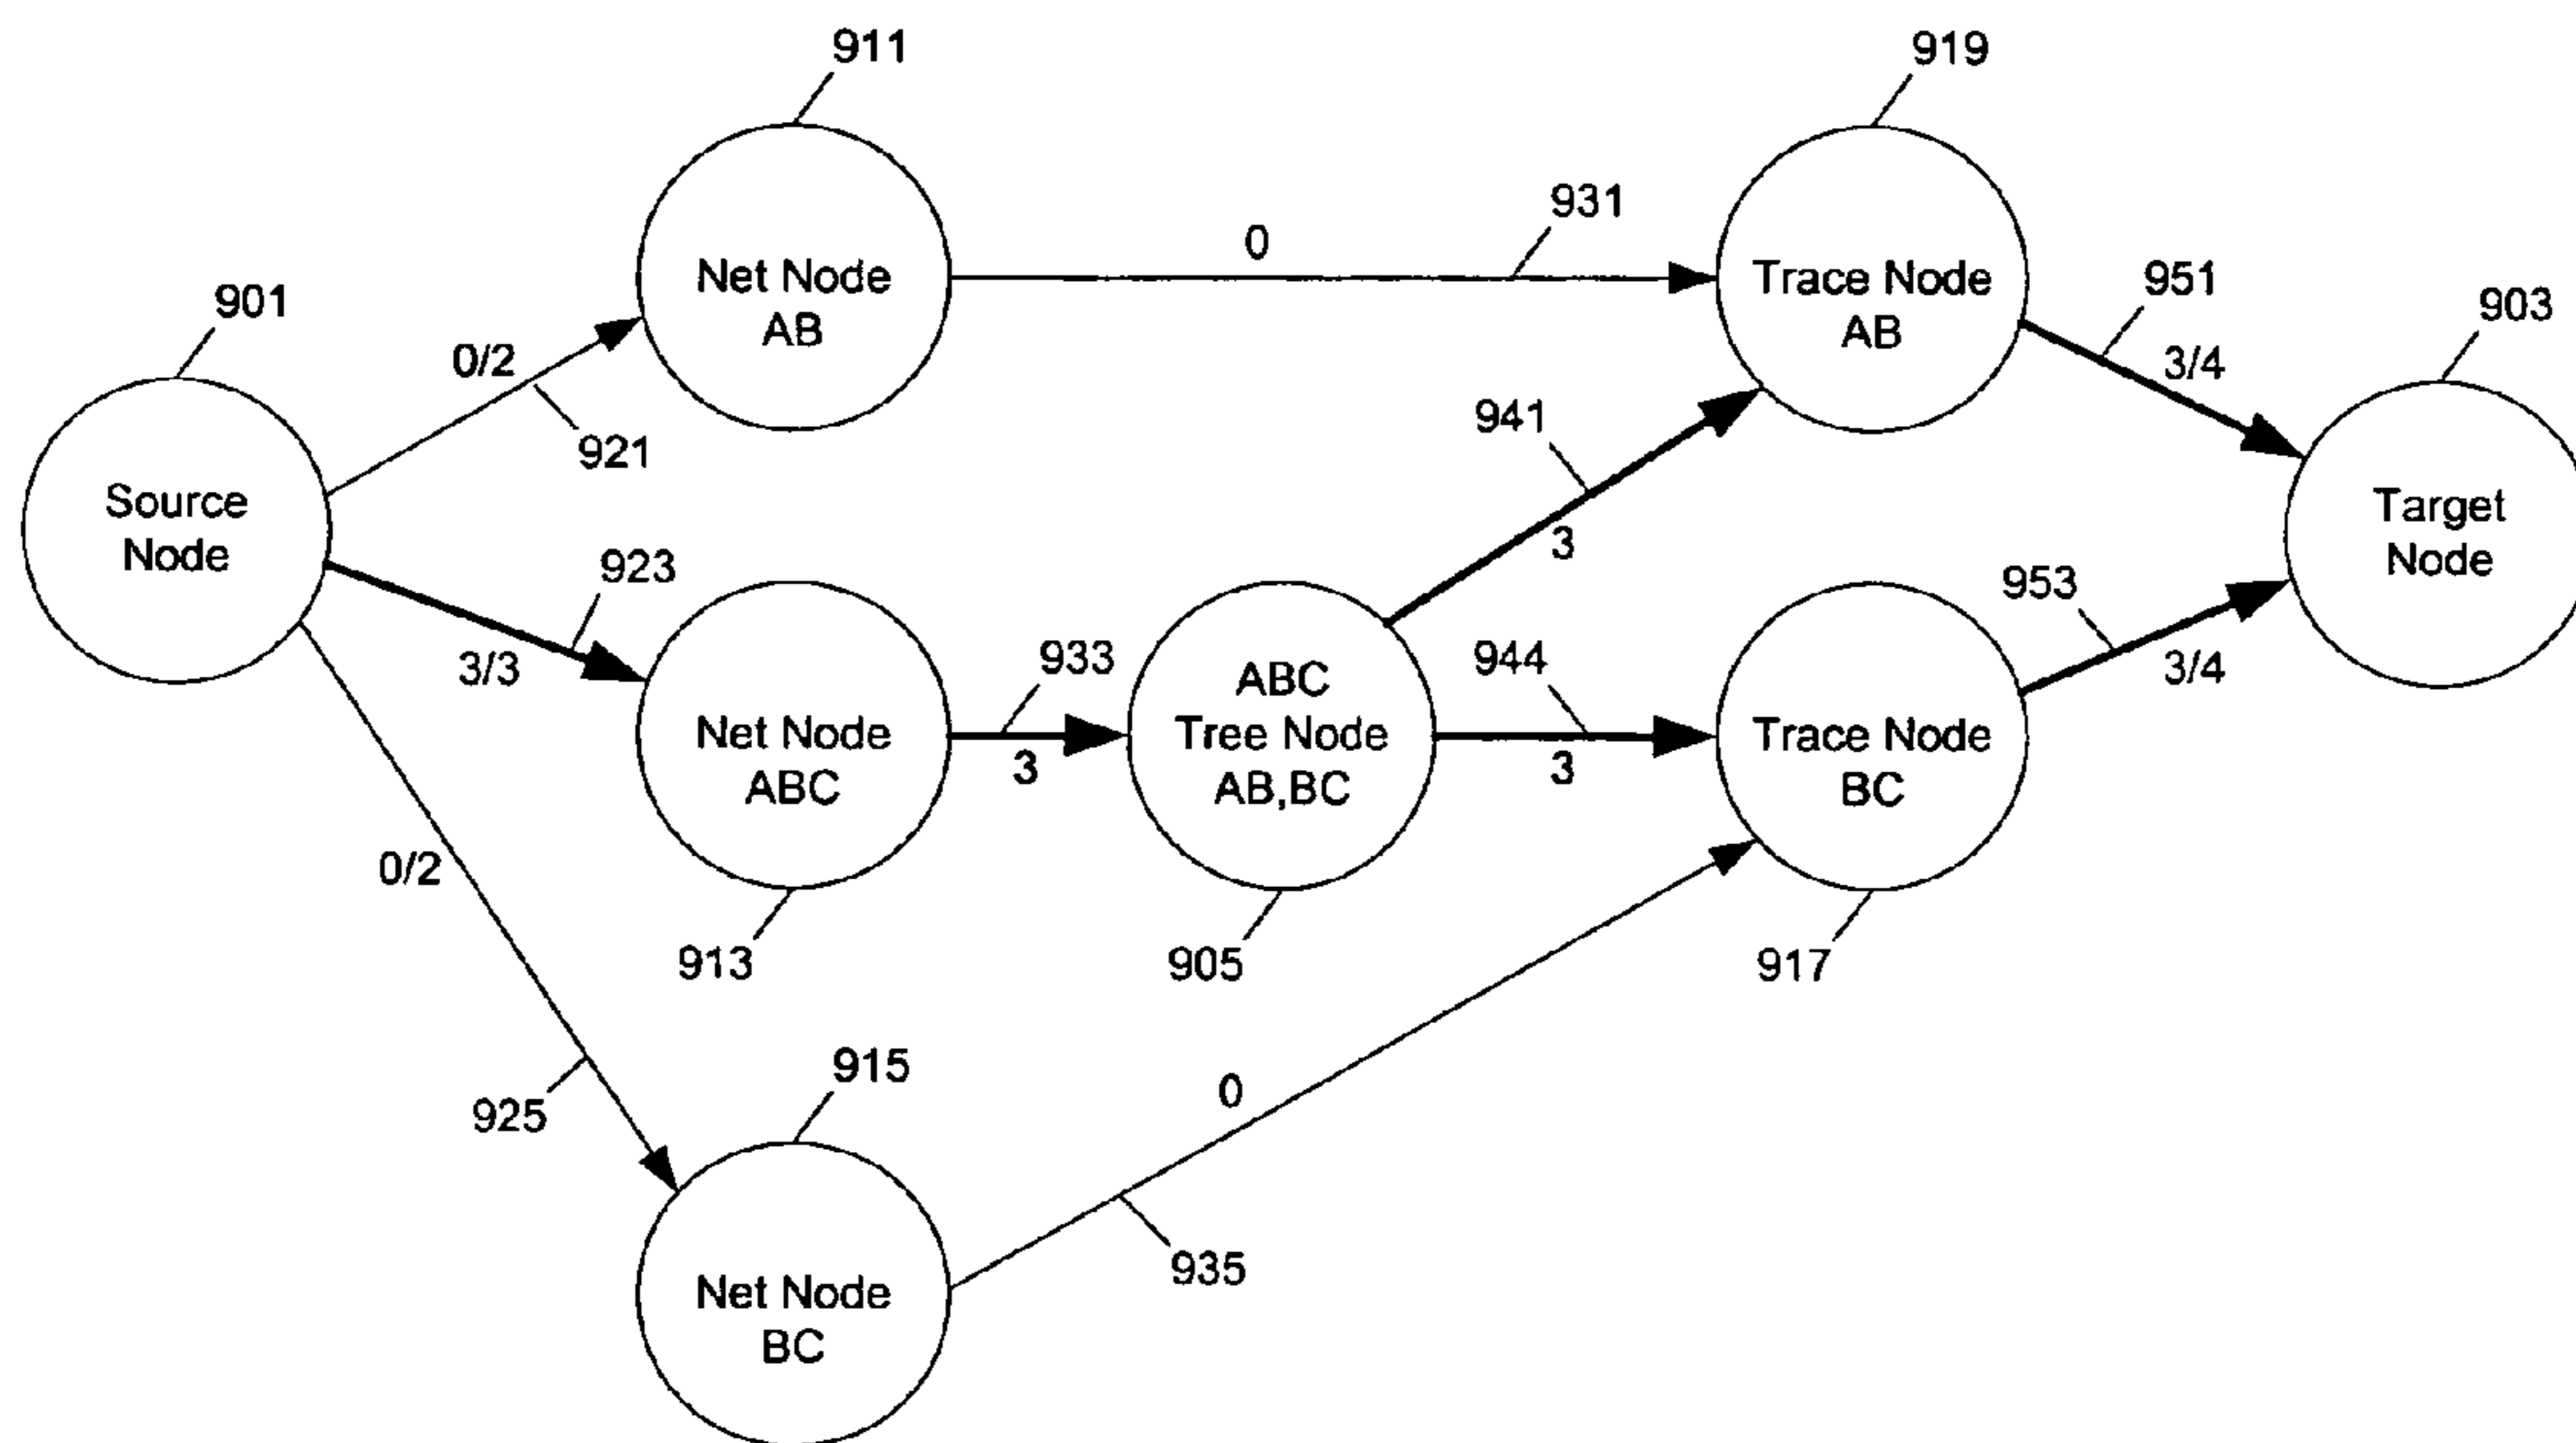 911
919
931
0
Net Node
AB
Trace Node
AB
951
3/4
903
901
0/2
921
941
3
Source
Node
Target
Node
923
3/3
933
3
944
3
953
3/4
Net Node
ABC
ABC
Tree Node
AB,BC
Trace Node
BC
0/2
913
905
917
925
915
0
935
Net Node
BC